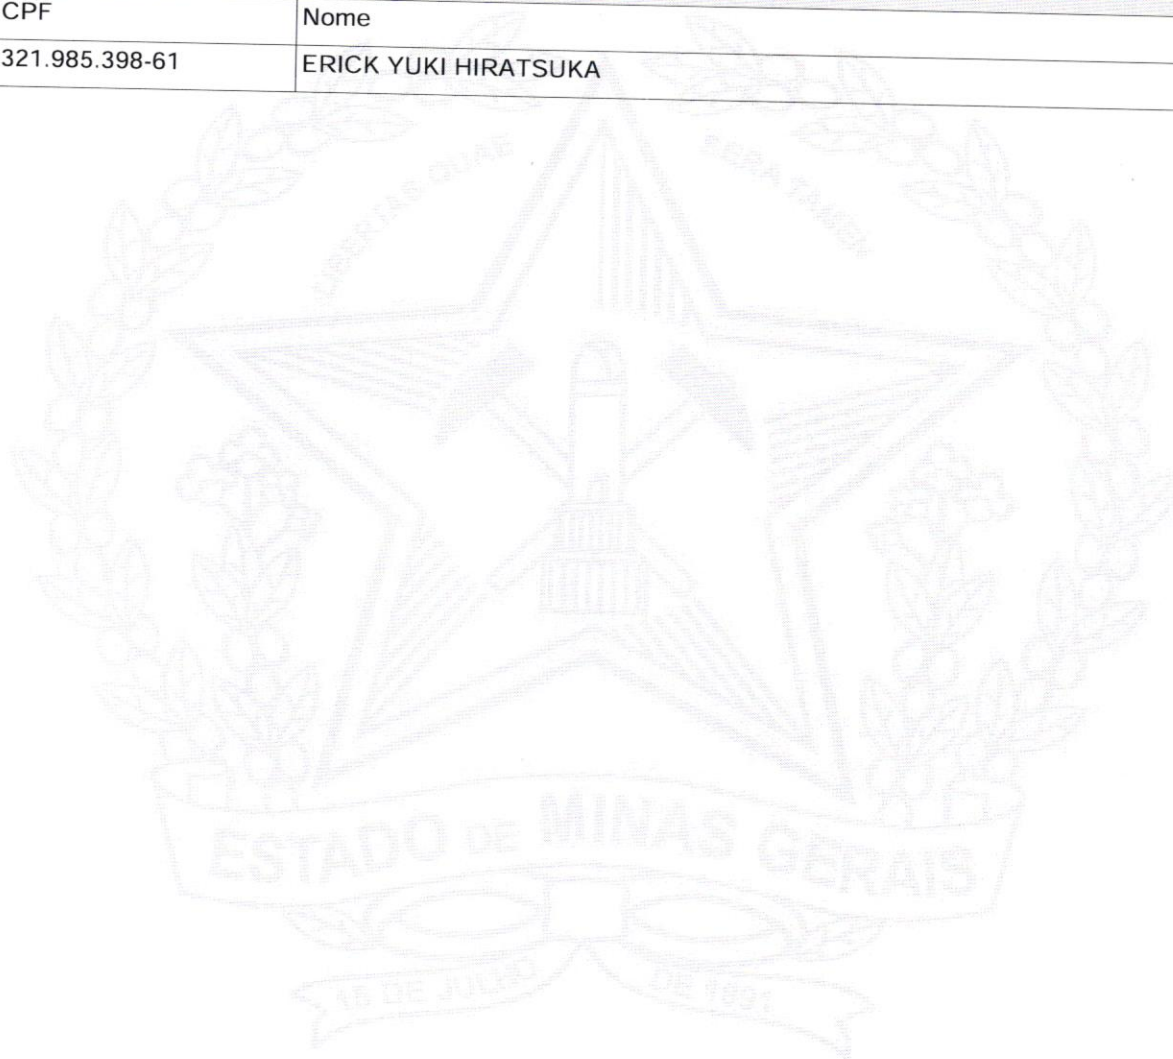 CPF Nome
321.985.398-61 ERICK YUKI HIRATSUKA
LIBERTAS QUAE SERA TAMEN
ESTADO DE MINAS GERAIS
15 DE JULHO DE 1891